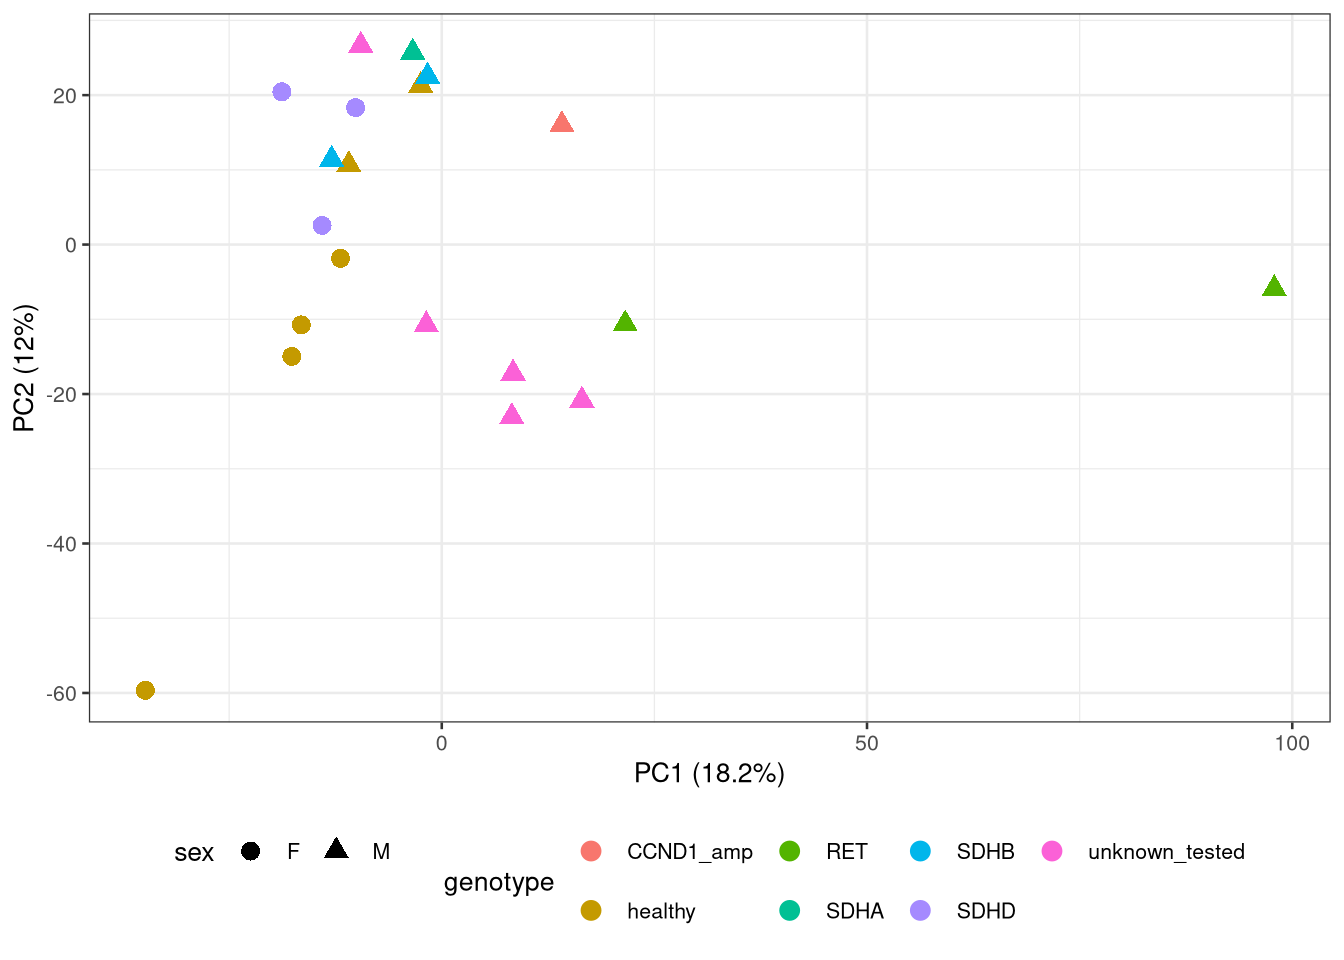 20
0
-20
-40
-60
PC2 (12%)
0 50 100
PC1 (18.2%)
sex F M
genotype
CCND1_amp RET SDHB unknown_tested
healthy SDHA SDHD